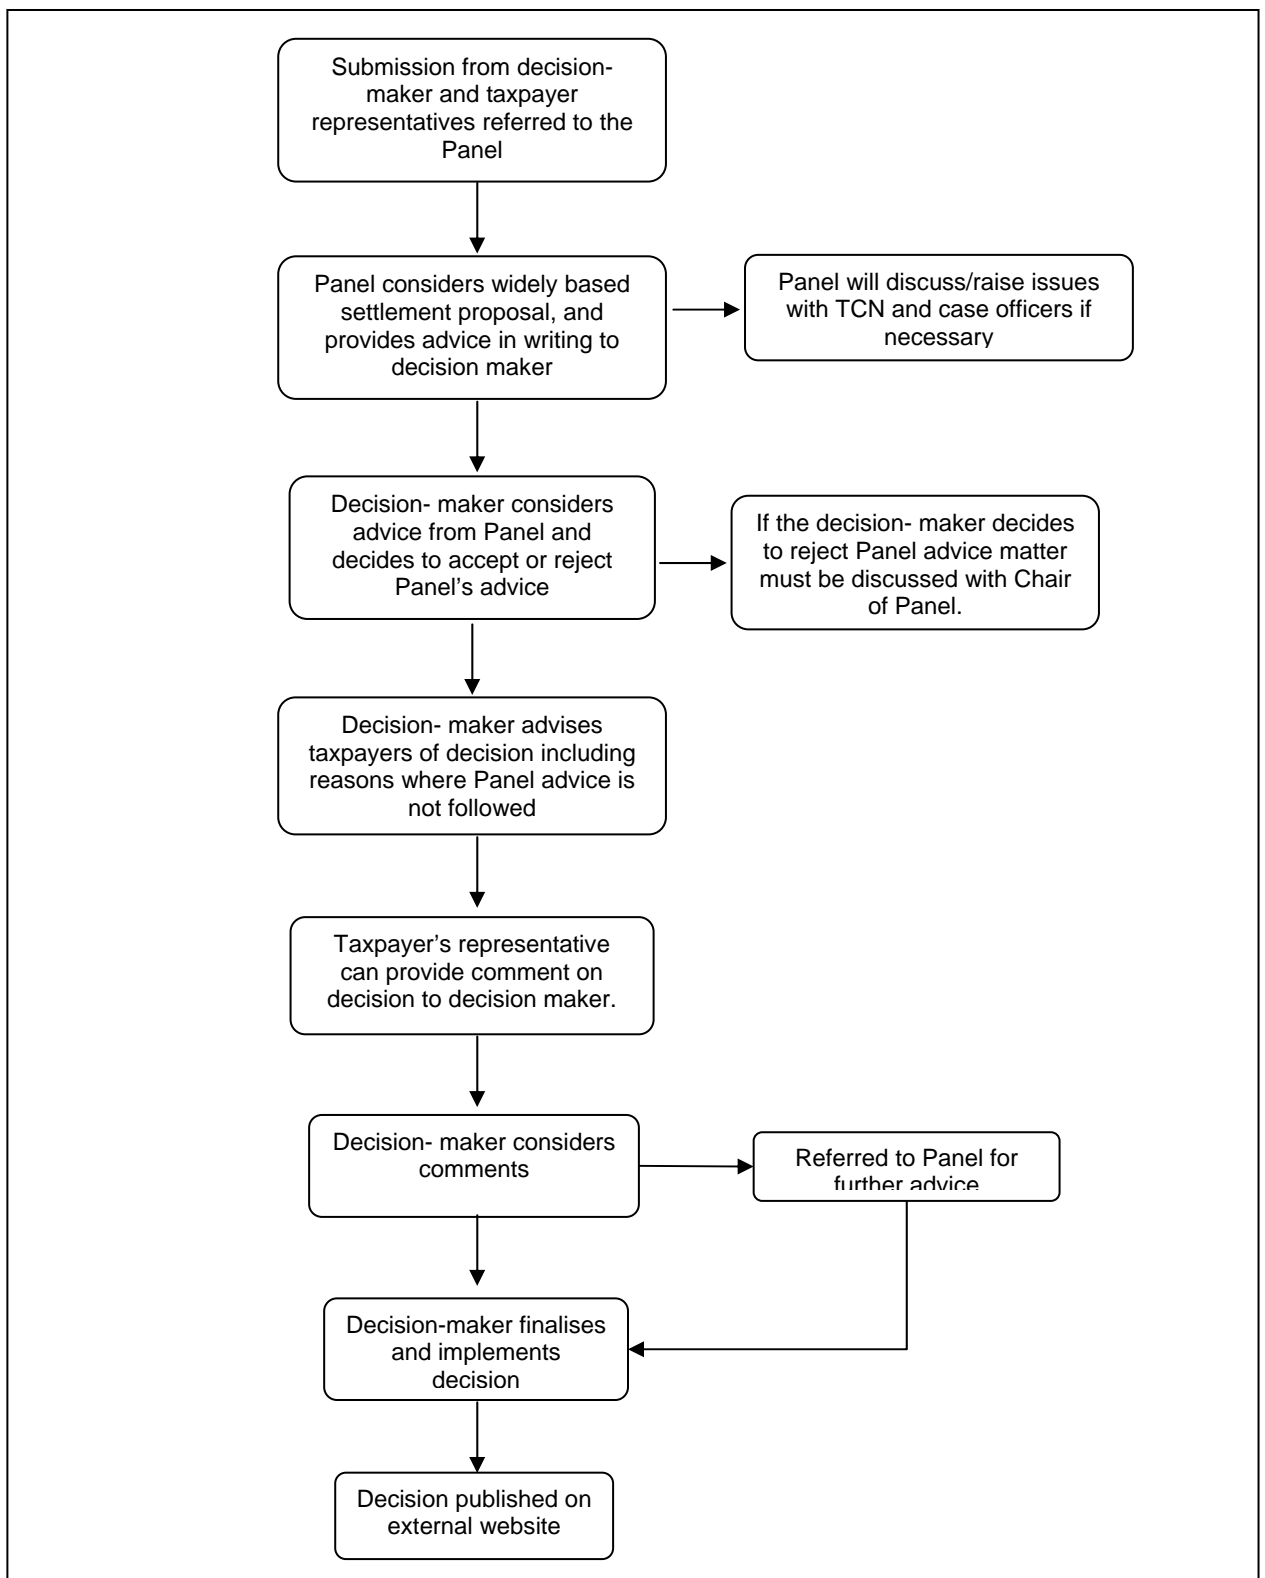 Submission from decision-
maker and taxpayer
representatives referred to the
Panel
Panel considers widely based
settlement proposal, and
provides advice in writing to
decision maker
Panel will discuss/raise issues
with TCN and case officers if
necessary
Decision- maker considers
advice from Panel and
decides to accept or reject
Panel’s advice
If the decision- maker decides
to reject Panel advice matter
must be discussed with Chair
of Panel.
Decision- maker advises
taxpayers of decision including
reasons where Panel advice is
not followed
Taxpayer’s representative
can provide comment on
decision to decision maker.
Decision- maker considers
comments
Referred to Panel for
further advice
Decision-maker finalises
and implements
decision
Decision published on
external website